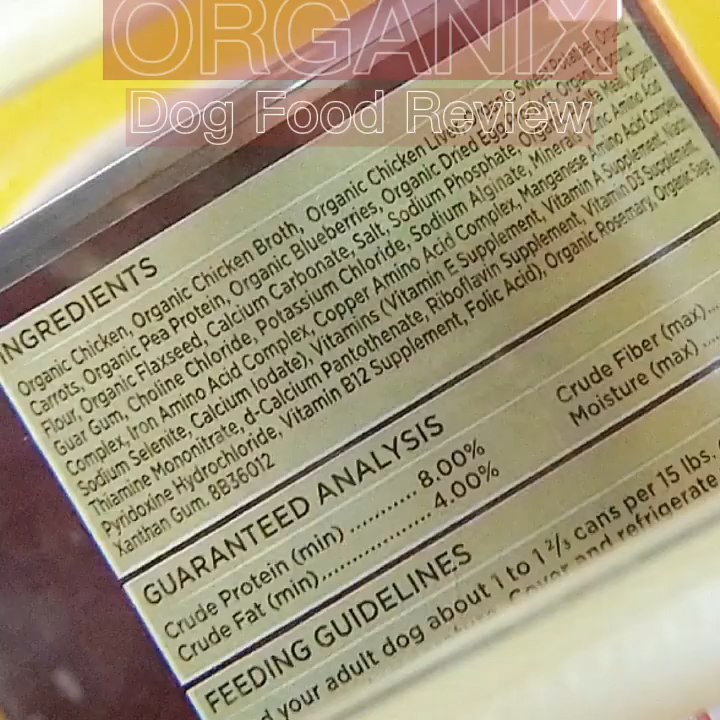 ORGANIX
Dog Food Review
INGREDIENTS
Organic Chicken, Organic Chicken Broth, Organic Chicken Liver, Organic Sweet
Carrots, Organic Pea Protein, Organic Blueberries, Organic Dried Egg Product, Organic Coconut
Flour, Organic Flaxseed, Calcium Carbonate, Salt, Sodium Phosphate, Organic Meal, Organic
Guar Gum, Choline Chloride, Potassium Chloride, Sodium Alginate, Minerals (Zinc Amino Acid
Complex, Iron Amino Acid Complex, Copper Amino Acid Complex, Manganese Amino Acid Complex,
Sodium Selenite, Calcium Iodate), Vitamins (Vitamin E Supplement, Vitamin A Supplement, Niacin,
Thiamine Mononitrate, d-Calcium Pantothenate, Riboflavin Supplement, Vitamin D3 Supplement,
Pyridoxine Hydrochloride, Vitamin B12 Supplement, Folic Acid), Organic Rosemary, Organic Sage,
Xanthan Gum. 8B36012
GUARANTEED ANALYSIS
Crude Protein (min) ........... 8.00%
Crude Fat (min)................. 4.00%
Crude Fiber (max)...
Moisture (max) ....
FEEDING GUIDELINES
your adult dog about 1 to 1 2/3 cans per 15 lbs.
Cover and refrigerate